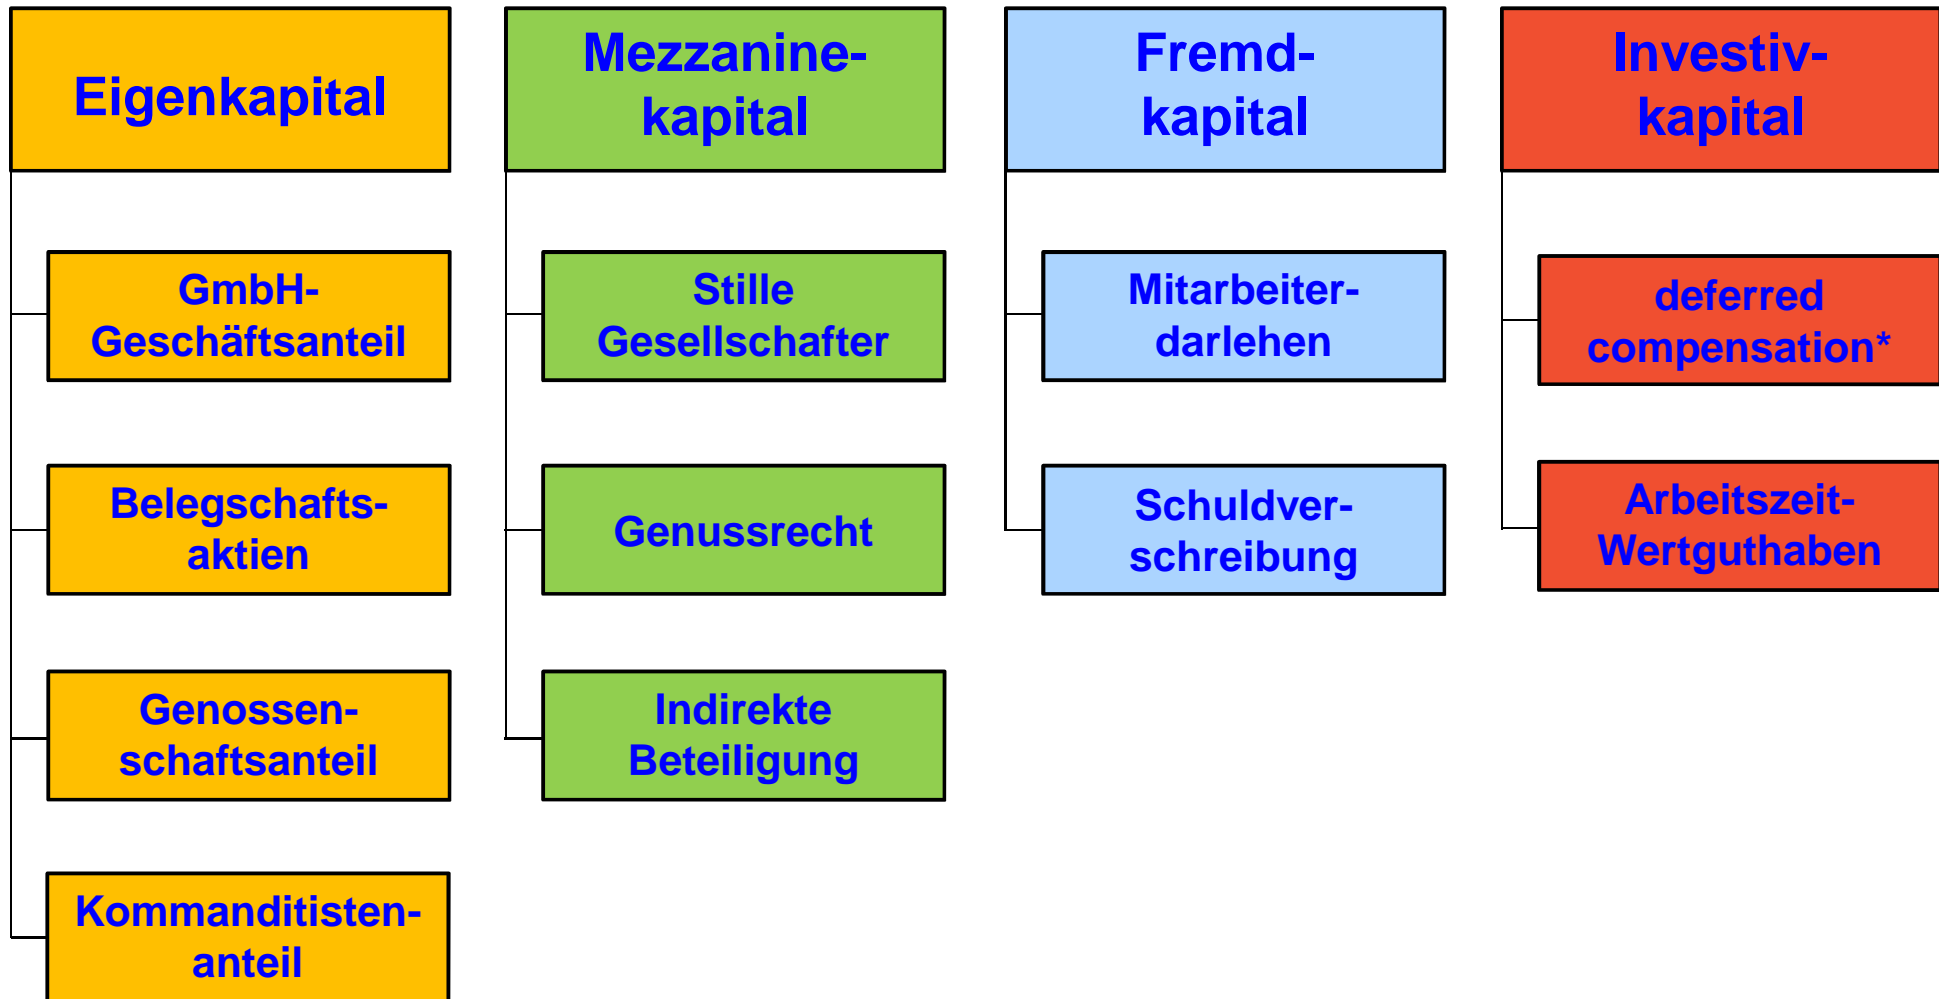 Eigenkapital
GmbH-
Geschäftsanteil
Belegschafts-
aktien
Genossen-
schaftsanteil
Kommanditisten-
anteil
Mezzanine-
kapital
Stille
Gesellschafter
Genussrecht
Indirekte
Beteiligung
Fremd-
kapital
Mitarbeiter-
darlehen
Schuldver-
schreibung
Investiv-
kapital
deferred
compensation*
Arbeitszeit-
Wertguthaben